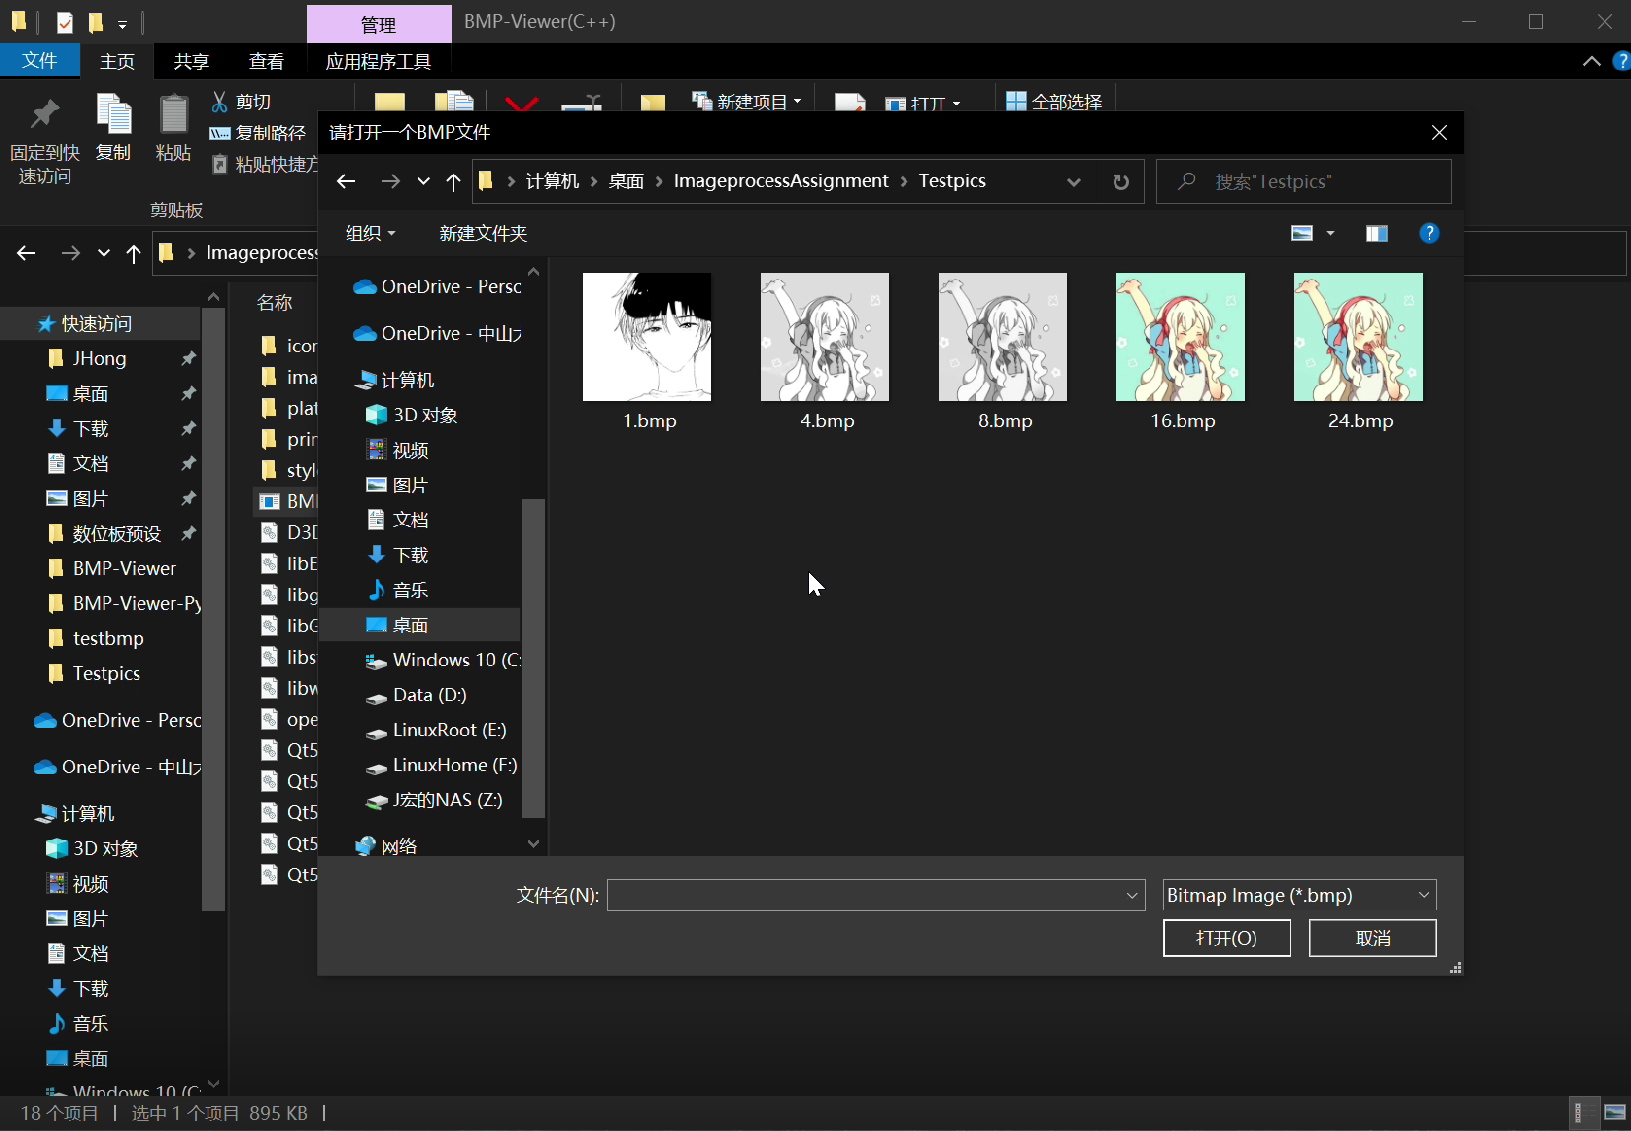 管理
BMP-Viewer(C++)
文件
主页
共享
查看
应用程序工具
固定到快
速访问
复制
粘贴
剪切
复制路径
粘贴快捷方
剪贴板
新建项目
打开
全部选择
请打开一个BMP文件
计算机
桌面
ImageprocessAssignment
Testpics
搜索"Testpics"
组织
新建文件夹
Imageprocess
名称
快速访问
JHong
桌面
下载
文档
图片
数位板预设
BMP-Viewer
BMP-Viewer-Py
testbmp
Testpics
OneDrive - Perso
OneDrive - 中山
计算机
3D 对象
视频
图片
文档
下载
音乐
桌面
Windows 10 (C:
icon
ima
plat
prin
style
BMP
D3D
libE
libg
libG
libs
libw
ope
Qt5
Qt5
Qt5
Qt5
Qt5
OneDrive - Perso
OneDrive - 中山
计算机
3D 对象
视频
图片
文档
下载
音乐
桌面
Windows 10 (C:
Data (D:)
LinuxRoot (E:)
LinuxHome (F:)
J宏的NAS (Z:)
网络
1.bmp
4.bmp
8.bmp
16.bmp
24.bmp
文件名(N):
Bitmap Image (*.bmp)
打开(O)
取消
18 个项目
选中 1 个项目 895 KB